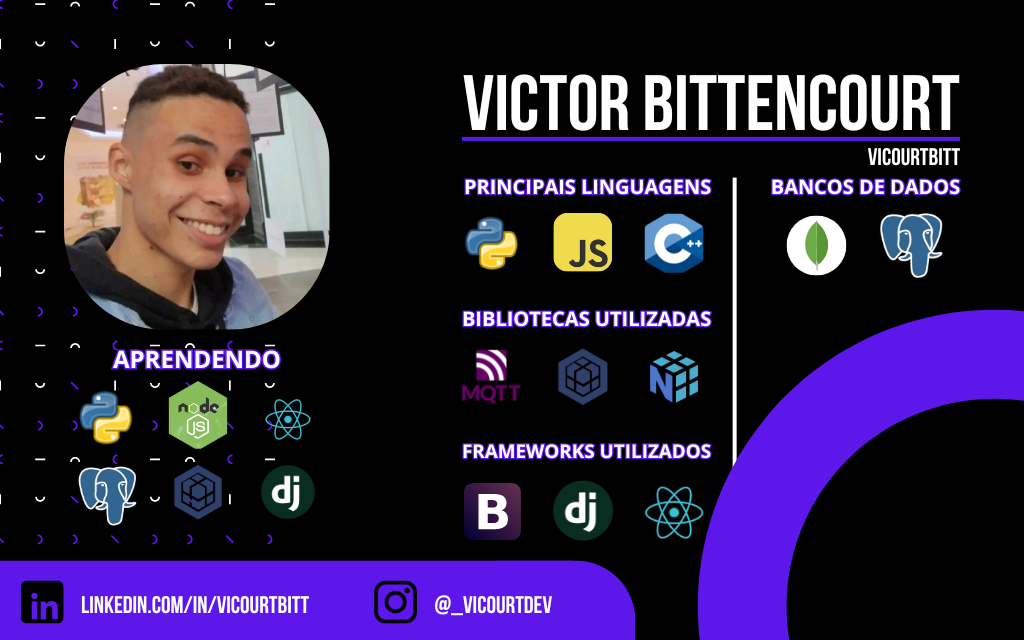 VICTOR BITTENCOURT
VICOURTBITT
PRINCIPAIS LINGUAGENS
JS
C++
BANCOS DE DADOS
BIBLIOTECAS UTILIZADAS
MQTT
N
FRAMEWORKS UTILIZADOS
B
dj
APRENDENDO
node
JS
dj
in
LINKEDIN.COM/IN/VICOURTBITT
@_VICOURTDEV